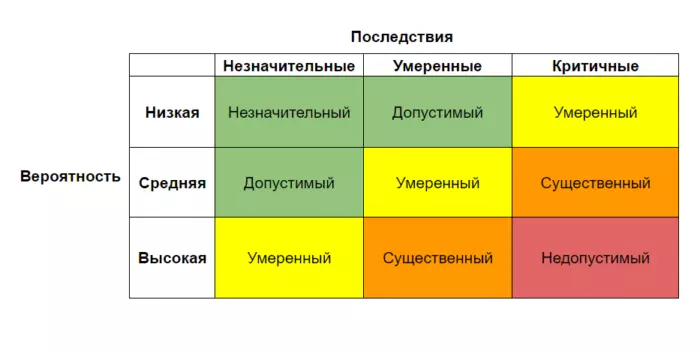 Последствия
Незначительные Умеренные Критичные
Низкая Незначительный Допустимый Умеренный
Вероятность Средняя Допустимый Умеренный Существенный
Высокая Умеренный Существенный Недопустимый